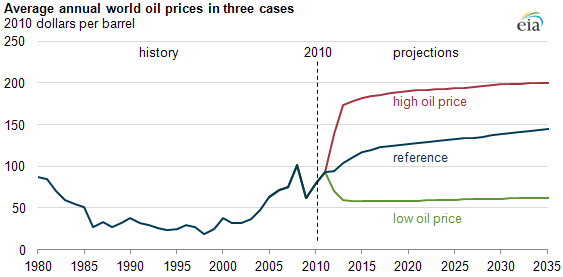 Average annual world oil prices in three cases
2010 dollars per barrel
eia
250
history
2010
projections
200
high oil price
150
reference
100
50
low oil price
0
1980 1985 1990 1995 2000 2005 2010 2015 2020 2025 2030 2035